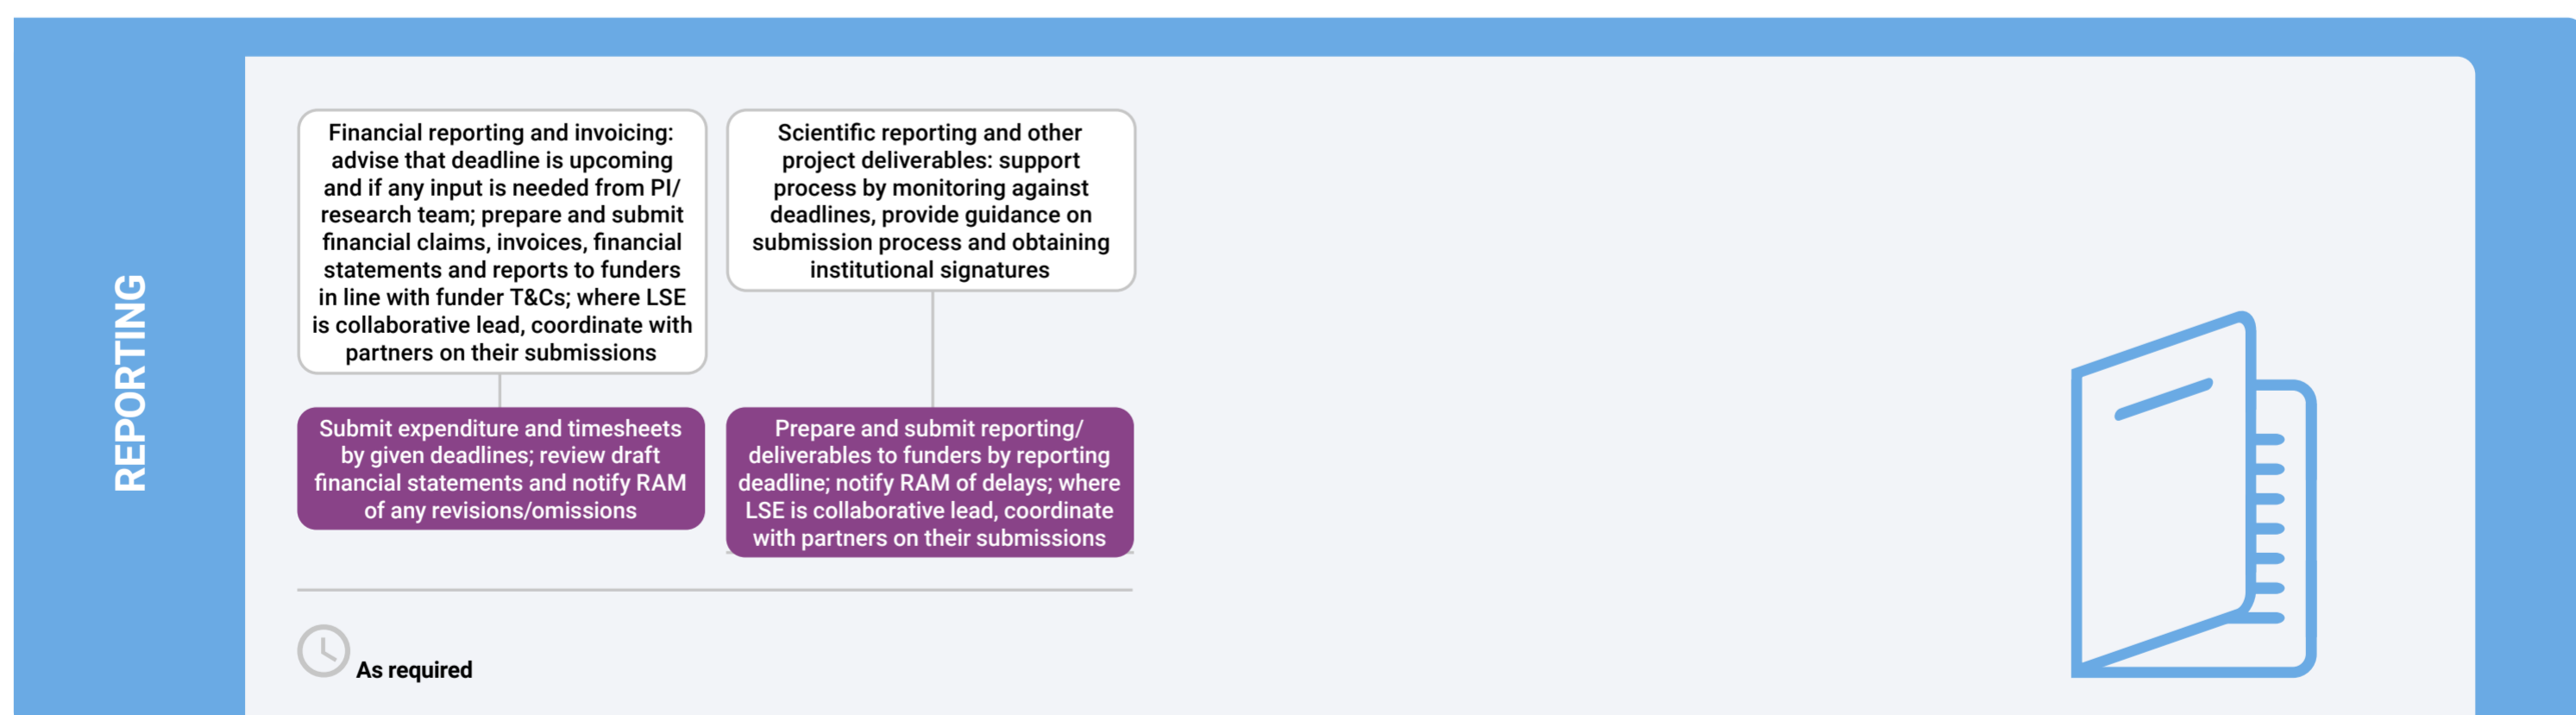 REPORTING
Financial reporting and invoicing:
advise that deadline is upcoming
and if any input is needed from PI/
research team; prepare and submit
financial claims, invoices, financial
statements and reports to funders
in line with funder T&Cs; where LSE
is collaborative lead, coordinate with
partners on their submissions
Submit expenditure and timesheets
by given deadlines; review draft
financial statements and notify RAM
of any revisions/omissions
Scientific reporting and other
project deliverables: support
process by monitoring against
deadlines, provide guidance on
submission process and obtaining
institutional signatures
Prepare and submit reporting/
deliverables to funders by reporting
deadline; notify RAM of delays; where
LSE is collaborative lead, coordinate
with partners on their submissions
As required